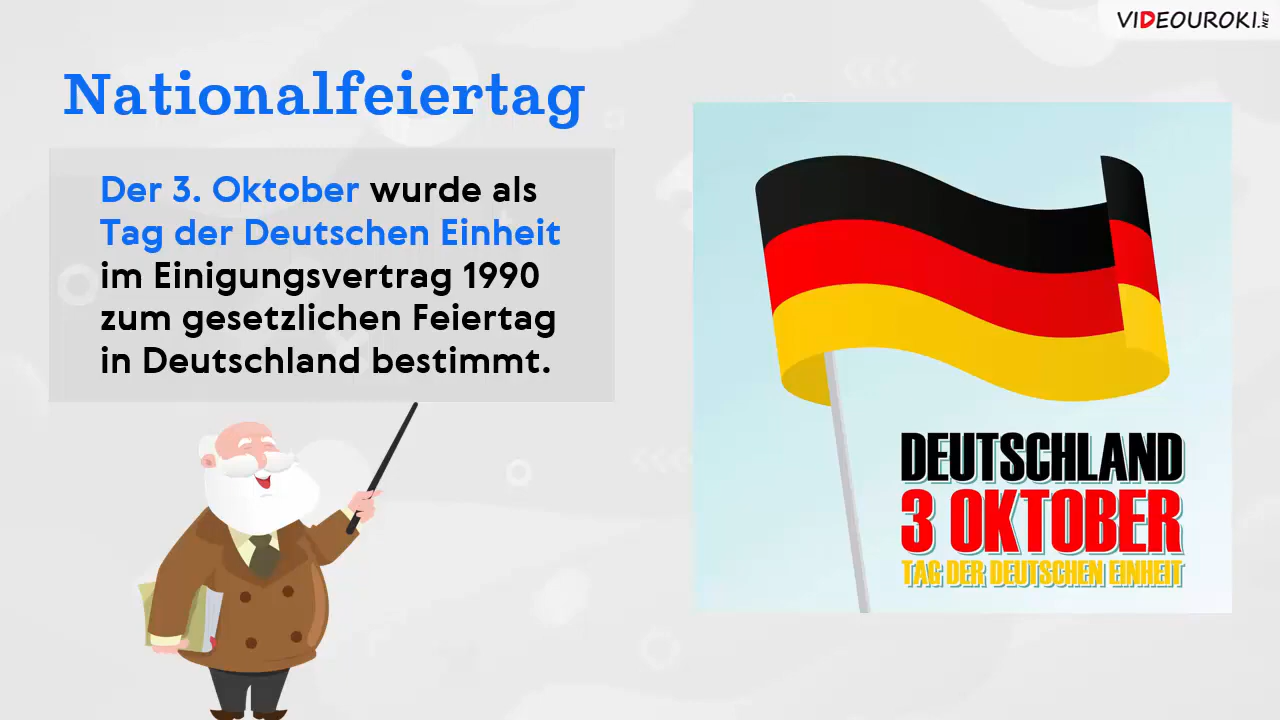 VIDEOUROKI.NET
Nationalfeiertag
Der 3. Oktober wurde als
Tag der Deutschen Einheit
im Einigungsvertrag 1990
zum gesetzlichen Feiertag
in Deutschland bestimmt.
DEUTSCHLAND
3 OKTOBER
TAG DER DEUTSCHEN EINHEIT